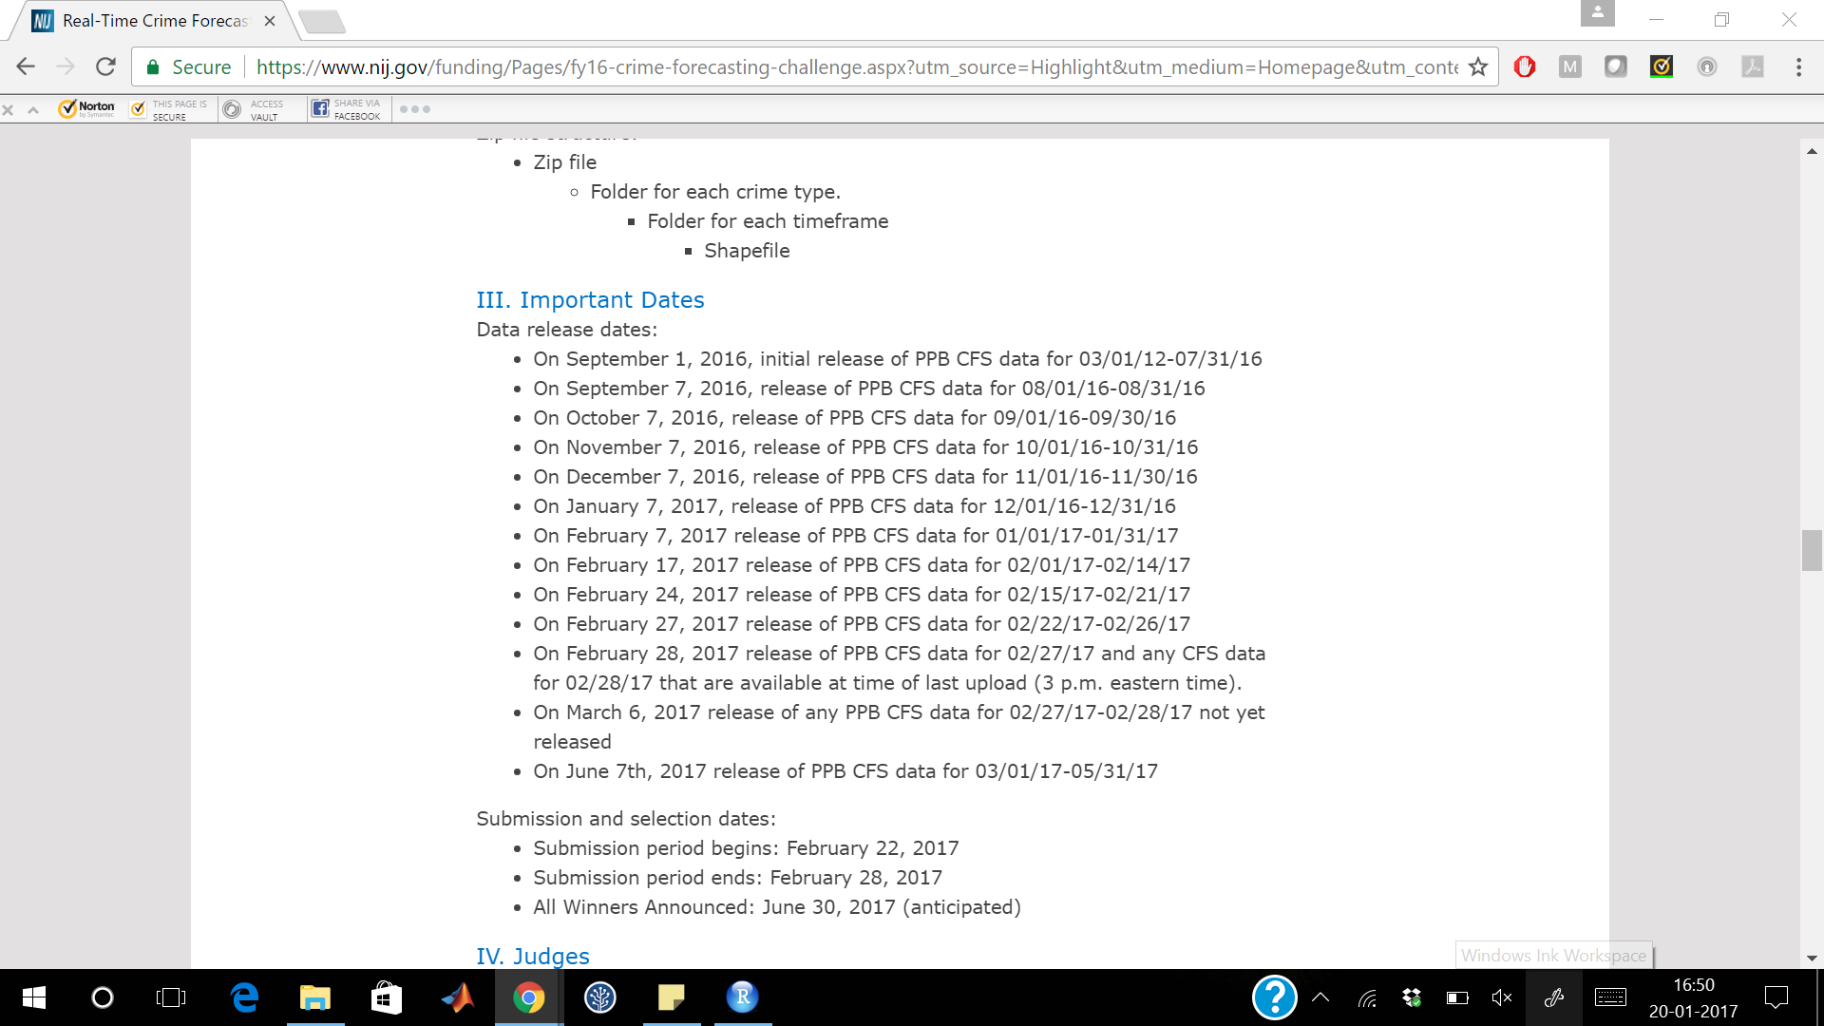 Real-Time Crime Forecas
Secure
https://www.nij.gov/funding/Pages/fy16-crime-forecasting-challenge.aspx?utm_source=Highlight&utm_medium=Homepage&utm_conte
Norton
by Symantec
THIS PAGE IS
SECURE
ACCESS
VAULT
SHARE VIA
FACEBOOK
Zip file structure:
• Zip file
○ Folder for each crime type.
▪ Folder for each timeframe
▪ Shapefile
III. Important Dates
Data release dates:
• On September 1, 2016, initial release of PPB CFS data for 03/01/12-07/31/16
• On September 7, 2016, release of PPB CFS data for 08/01/16-08/31/16
• On October 7, 2016, release of PPB CFS data for 09/01/16-09/30/16
• On November 7, 2016, release of PPB CFS data for 10/01/16-10/31/16
• On December 7, 2016, release of PPB CFS data for 11/01/16-11/30/16
• On January 7, 2017, release of PPB CFS data for 12/01/16-12/31/16
• On February 7, 2017 release of PPB CFS data for 01/01/17-01/31/17
• On February 17, 2017 release of PPB CFS data for 02/01/17-02/14/17
• On February 24, 2017 release of PPB CFS data for 02/15/17-02/21/17
• On February 27, 2017 release of PPB CFS data for 02/22/17-02/26/17
• On February 28, 2017 release of PPB CFS data for 02/27/17 and any CFS data
for 02/28/17 that are available at time of last upload (3 p.m. eastern time).
• On March 6, 2017 release of any PPB CFS data for 02/27/17-02/28/17 not yet
released
• On June 7th, 2017 release of PPB CFS data for 03/01/17-05/31/17
Submission and selection dates:
• Submission period begins: February 22, 2017
• Submission period ends: February 28, 2017
• All Winners Announced: June 30, 2017 (anticipated)
IV. Judges
Windows Ink Workspace
16:50
20-01-2017